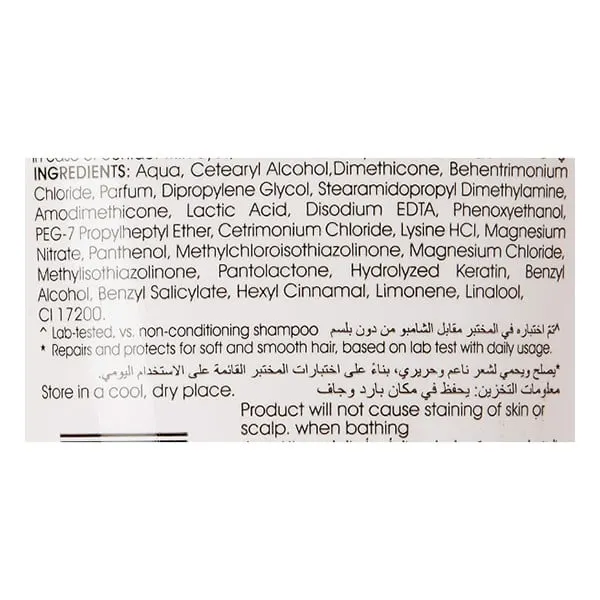 INGREDIENTS: Aqua, Cetearyl Alcohol,Dimethicone, Behentrimonium
Chloride, Parfum, Dipropylene Glycol, Stearamidopropyl Dimethylamine,
Amodimethicone, Lactic Acid, Disodium EDTA, Phenoxyethanol,
PEG-7 Propylheptyl Ether, Cetrimonium Chloride, Lysine HCl, Magnesium
Nitrate, Panthenol, Methylchloroisothiazolinone, Magnesium Chloride,
Methylisothiazolinone, Pantolactone, Hydrolyzed Keratin, Benzyl
Alcohol, Benzyl Salicylate, Hexyl Cinnamal, Limonene, Linalool,
CI 17200.
^ Lab-tested, vs. non-conditioning shampoo ^تمّ اختباره في المختبر مقابل الشامبو من دون بلسم
* Repairs and protects for soft and smooth hair, based on lab test with daily usage.
*يصلح ويحمي لشعر ناعم وحريري، بناءً على اختبارات المختبر القائمة على الاستخدام اليومي.
Store in a cool, dry place. معلومات التخزين: يحفظ في مكان بارد وجاف
Product will not cause staining of skin or
scalp. when bathing